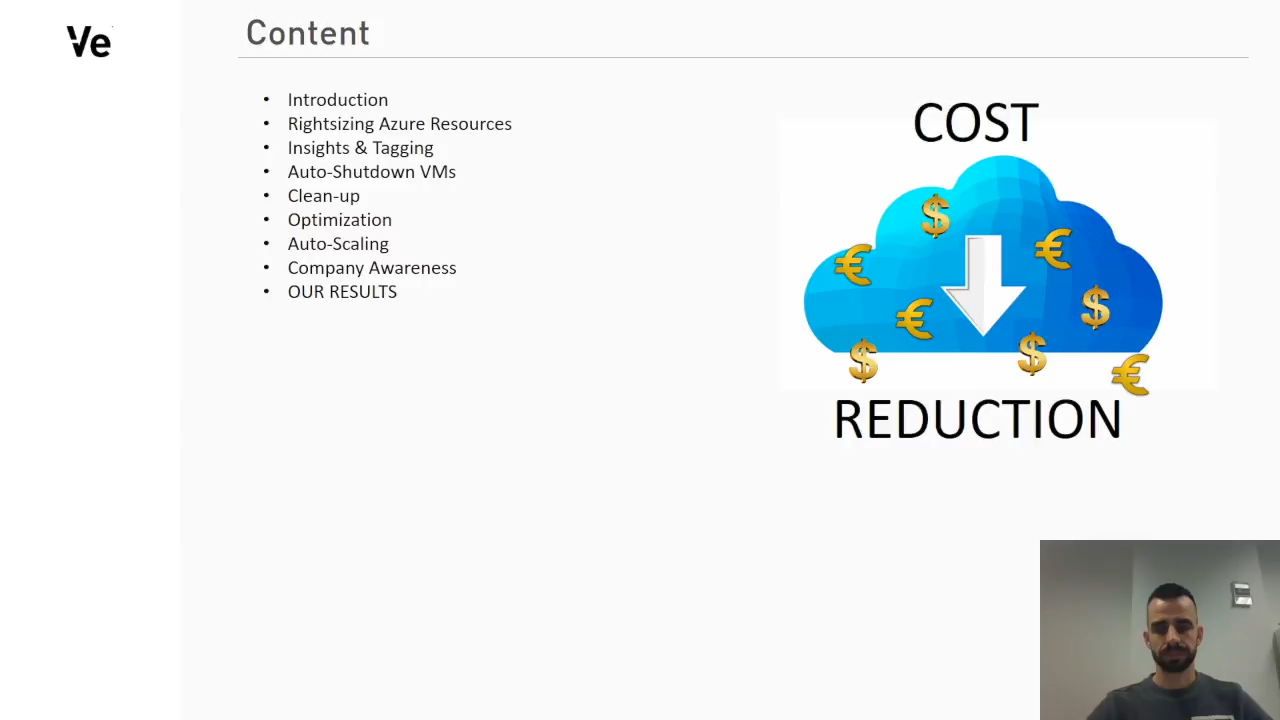 Ve
Content
• Introduction
• Rightsizing Azure Resources
• Insights & Tagging
• Auto-Shutdown VMs
• Clean-up
• Optimization
• Auto-Scaling
• Company Awareness
• OUR RESULTS
COST
$
€
€
€
$
$
$
€
REDUCTION